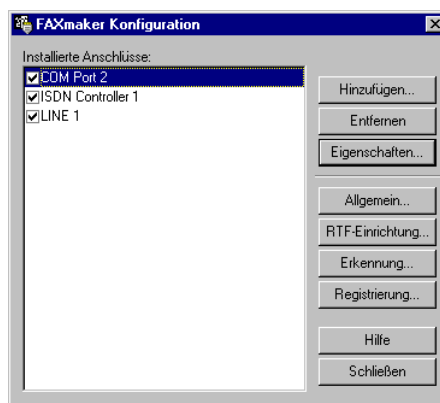 FAXmaker Konfiguration
Installierte Anschlüsse:
COM Port 2
ISDN Controller 1
LINE 1
Hinzufügen...
Entfernen
Eigenschaften...
Allgemein...
RTF-Einrichtung...
Erkennung...
Registrierung...
Hilfe
Schließen